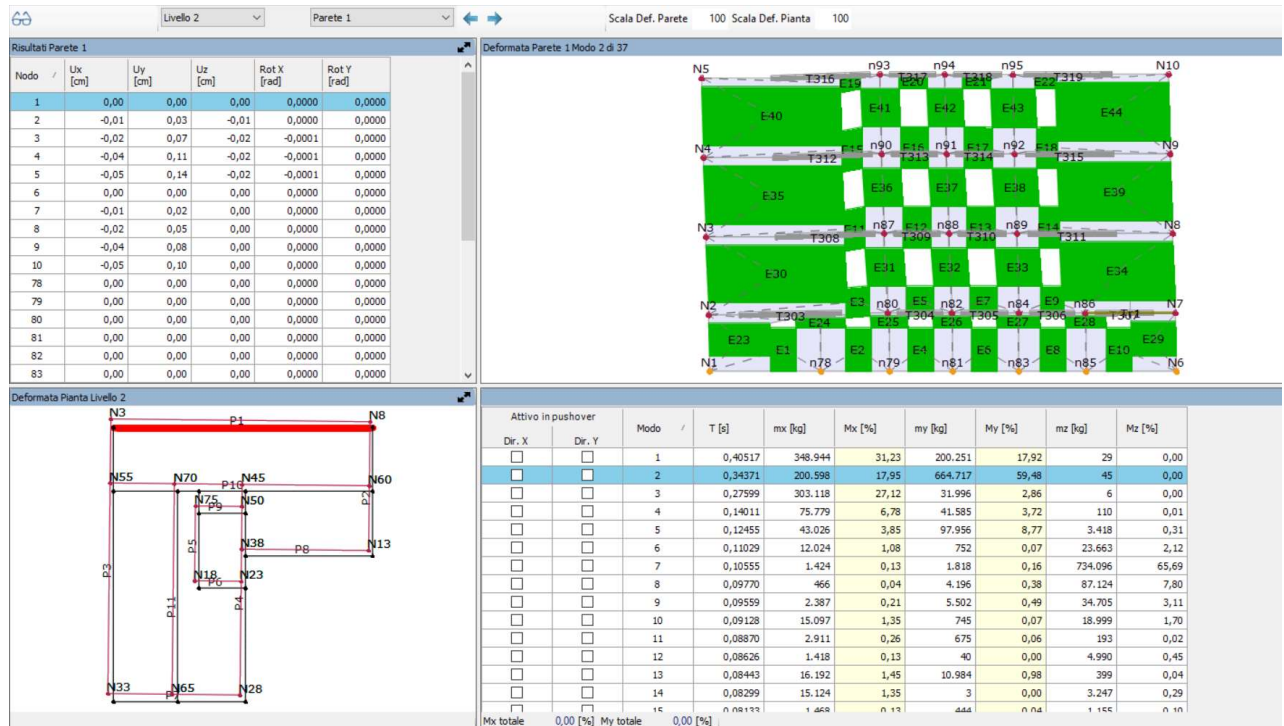 Livello 2 Parete 1 Scala Def. Parete 100 Scala Def. Pianta 100
Risultati Parete 1
Nodo / Ux [cm] Uy [cm] Uz [cm] Rot X [rad] Rot Y [rad]
1 0,00 0,00 0,00 0,0000 0,0000
2 -0,01 0,03 -0,01 0,0000 0,0000
3 -0,02 0,07 -0,02 -0,0001 0,0000
4 -0,04 0,11 -0,02 -0,0001 0,0000
5 -0,05 0,14 -0,02 -0,0001 0,0000
6 0,00 0,00 0,00 0,0000 0,0000
7 -0,01 0,02 0,00 0,0000 0,0000
8 -0,02 0,05 0,00 0,0000 0,0000
9 -0,04 0,08 0,00 0,0000 0,0000
10 -0,05 0,10 0,00 0,0000 0,0000
78 0,00 0,00 0,00 0,0000 0,0000
79 0,00 0,00 0,00 0,0000 0,0000
80 0,00 0,00 0,00 0,0000 0,0000
81 0,00 0,00 0,00 0,0000 0,0000
82 0,00 0,00 0,00 0,0000 0,0000
83 0,00 0,00 0,00 0,0000 0,0000
Deformata Parete 1 Modo 2 di 37
N5 n93 n94 n95 N10
T316 T317 T318 T319
E19 E20 E21 E22
E40 E41 E42 E43 E44
N4 n90 n91 n92 N9
E15 E16 E17 E18
T312 T313 T314 T315
E35 E36 E37 E38 E39
N3 n87 n88 n89 N8
E11 E12 E13 E14
T308 T309 T310 T311
E30 E31 E32 E33 E34
N2 E3 n80 E5 n82 E7 n84 E9 n86 N7
T303 T304 T305 T306 T307 Tr1
E24 E25 E26 E27 E28
E23 E1 E2 E4 E6 E8 E10 E29
N1 n78 n79 n81 n83 n85 N6
Deformata Pianta Livello 2
N3 P1 N8
N55 N70 N45 N60
P10
N75 N50 P2
P9
P5 N38 P8 N13
P3
N18 N23
P6
P11 P4
N33 N65 N28
Attivo in pushover
Dir. X Dir. Y Modo / T [s] mx [kg] Mx [%] my [kg] My [%] mz [kg] Mz [%]
1 0,40517 348.944 31,23 200.251 17,92 29 0,00
2 0,34371 200.598 17,95 664.717 59,48 45 0,00
3 0,27599 303.118 27,12 31.996 2,86 6 0,00
4 0,14011 75.779 6,78 41.585 3,72 110 0,01
5 0,12455 43.026 3,85 97.956 8,77 3.418 0,31
6 0,11029 12.024 1,08 752 0,07 23.663 2,12
7 0,10555 1.424 0,13 1.818 0,16 734.096 65,69
8 0,09770 466 0,04 4.196 0,38 87.124 7,80
9 0,09559 2.387 0,21 5.502 0,49 34.705 3,11
10 0,09128 15.097 1,35 745 0,07 18.999 1,70
11 0,08870 2.911 0,26 675 0,06 193 0,02
12 0,08626 1.418 0,13 40 0,00 4.990 0,45
13 0,08443 16.192 1,45 10.984 0,98 399 0,04
14 0,08299 15.124 1,35 3 0,00 3.247 0,29
15 0,08133 1.468 0,13 444 0,04 1.155 0,10
Mx totale 0,00 [%] My totale 0,00 [%]